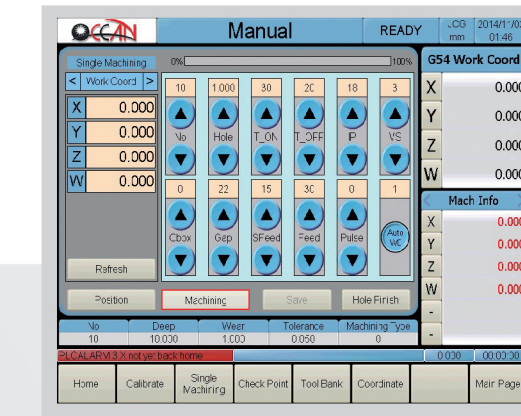 OCEAN
Manual
READY
mm
01:46
Single Machining
0%
100%
G54 Work Coord
< Work Coord >
X 0.000
Y 0.000
Z 0.000
W 0.000
10 1.000 30 20 18 3
No Hole T_ON T_OFF IP VS
0 22 15 30 0 1
Cbox Gap SFeed Feed Pulse
Auto
WC
Refresh
Position
Machining
Save
Hole Finish
X 0.000
Y 0.000
Z 0.000
W 0.000
< Mach Info
X 0.000
Y 0.000
Z 0.000
W 0.000
-
-
No Deep Wear Tolerance Machining Type
10 10.000 1.000 0.050 0
PLCALARM3 X not yet back home
0.000
00:00:00
Home
Calibrate
Single
Machining
Check Point
Tool Bank
Coordinate
Main Page